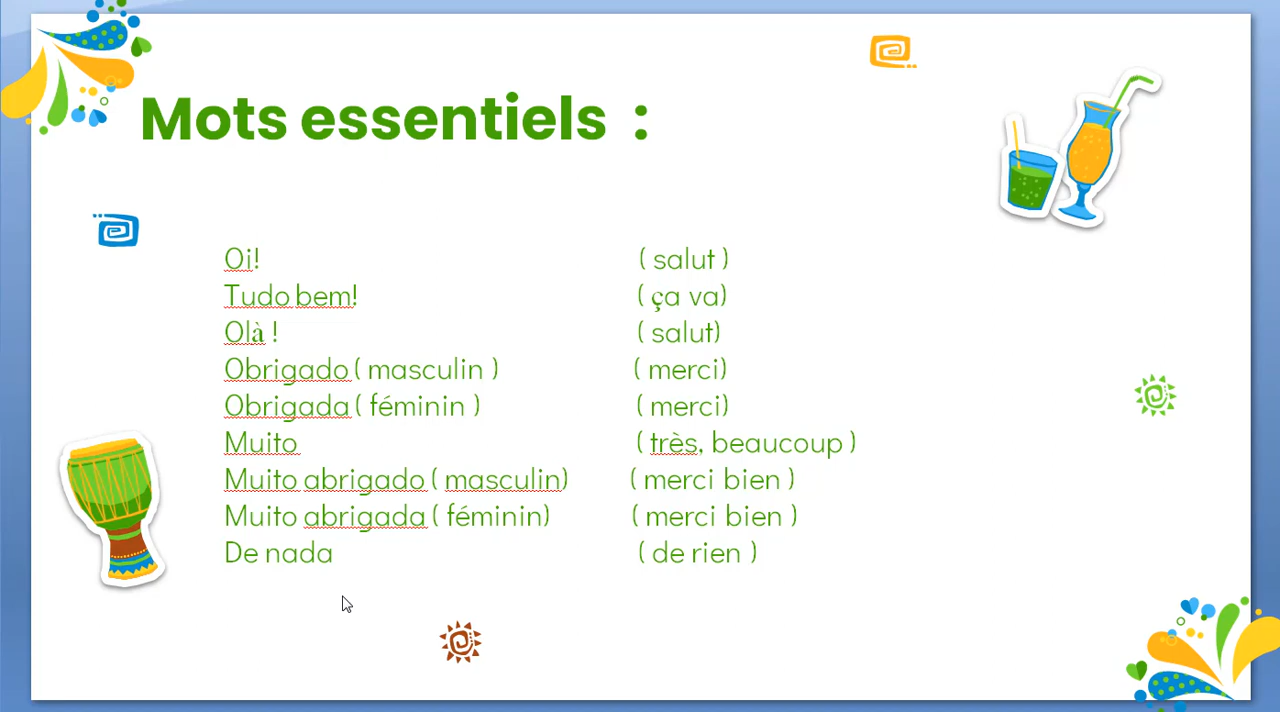 Mots essentiels :
Oi! ( salut )
Tudo bem! ( ça va)
Olà ! ( salut)
Obrigado ( masculin ) ( merci)
Obrigada ( féminin ) ( merci)
Muito ( très, beaucoup )
Muito abrigado ( masculin) ( merci bien )
Muito abrigada ( féminin) ( merci bien )
De nada ( de rien )